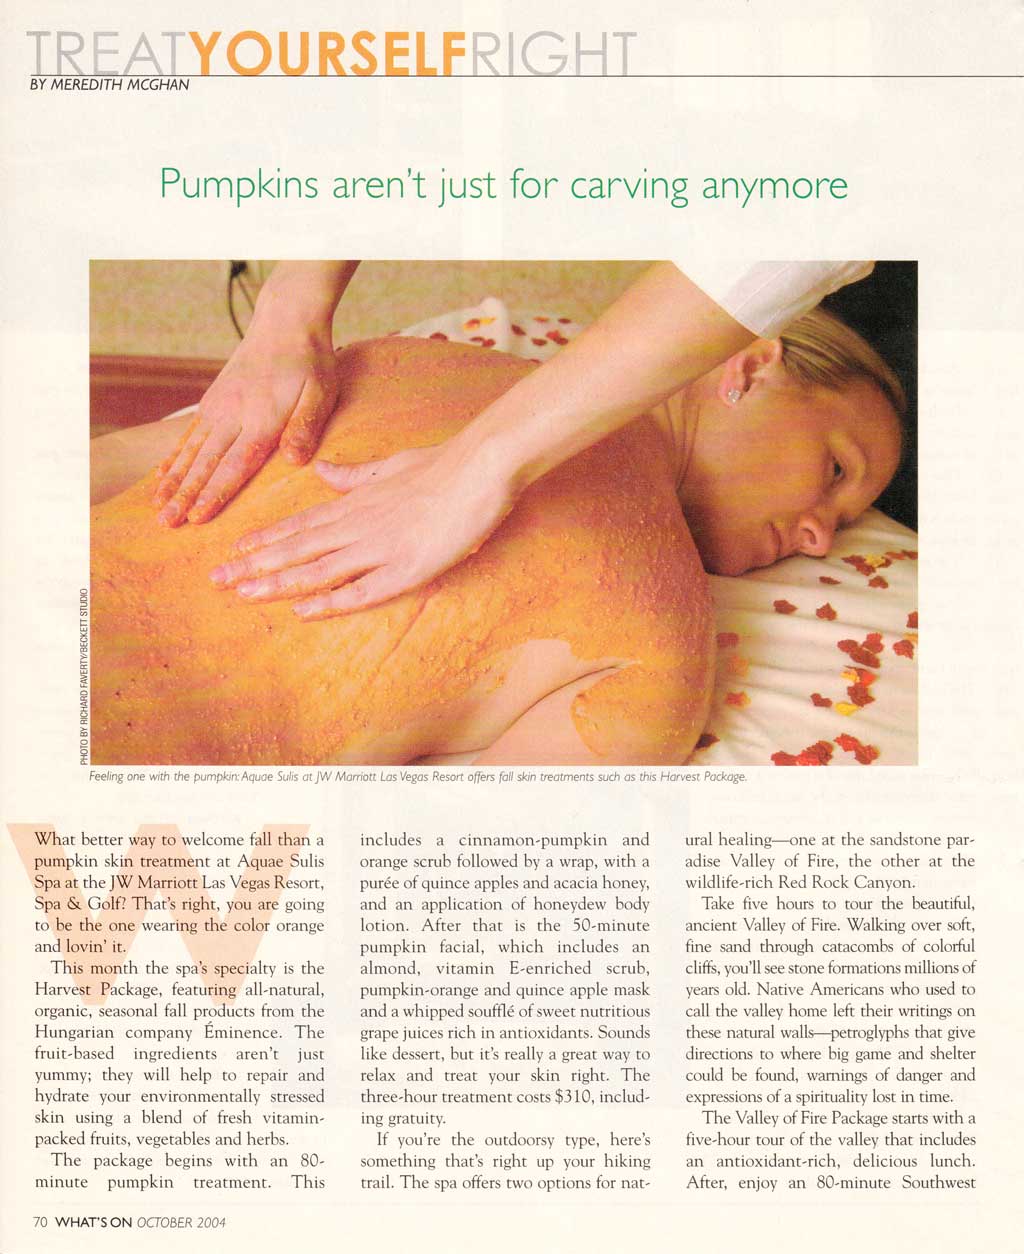 TREATYOURSELFRIGHT
BY MEREDITH MCGHAN
Pumpkins aren't just for carving anymore
PHOTO BY RICHARD FAVERTY/BECKETT STUDIO
Feeling one with the pumpkin: Aquae Sulis at JW Marriott Las Vegas Resort offers fall skin treatments such as this Harvest Package.
W
What better way to welcome fall than a
pumpkin skin treatment at Aquae Sulis
Spa at the JW Marriott Las Vegas Resort,
Spa & Golf? That's right, you are going
to be the one wearing the color orange
and lovin' it.
This month the spa's specialty is the
Harvest Package, featuring all-natural,
organic, seasonal fall products from the
Hungarian company Éminence. The
fruit-based ingredients aren't just
yummy; they will help to repair and
hydrate your environmentally stressed
skin using a blend of fresh vitamin-
packed fruits, vegetables and herbs.
The package begins with an 80-
minute pumpkin treatment. This
includes a cinnamon-pumpkin and
orange scrub followed by a wrap, with a
purée of quince apples and acacia honey,
and an application of honeydew body
lotion. After that is the 50-minute
pumpkin facial, which includes an
almond, vitamin E-enriched scrub,
pumpkin-orange and quince apple mask
and a whipped soufflé of sweet nutritious
grape juices rich in antioxidants. Sounds
like dessert, but it's really a great way to
relax and treat your skin right. The
three-hour treatment costs $310, includ-
ing gratuity.
If you're the outdoorsy type, here's
something that's right up your hiking
trail. The spa offers two options for nat-
ural healing—one at the sandstone par-
adise Valley of Fire, the other at the
wildlife-rich Red Rock Canyon.
Take five hours to tour the beautiful,
ancient Valley of Fire. Walking over soft,
fine sand through catacombs of colorful
cliffs, you'll see stone formations millions of
years old. Native Americans who used to
call the valley home left their writings on
these natural walls—petroglyphs that give
directions to where big game and shelter
could be found, warnings of danger and
expressions of a spirituality lost in time.
The Valley of Fire Package starts with a
five-hour tour of the valley that includes
an antioxidant-rich, delicious lunch.
After, enjoy an 80-minute Southwest
70 WHAT'S ON OCTOBER 2004